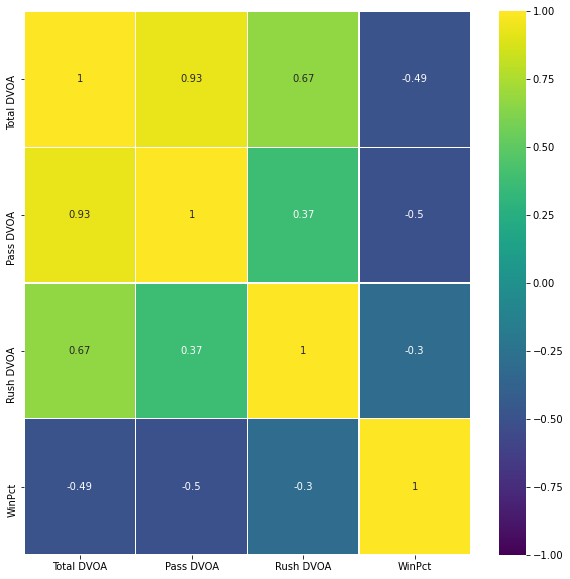 Total DVOA
1 0.93 0.67 -0.49
Pass DVOA
0.93 1 0.37 -0.5
Rush DVOA
0.67 0.37 1 -0.3
WinPct
-0.49 -0.5 -0.3 1
Total DVOA Pass DVOA Rush DVOA WinPct
1.00
0.75
0.50
0.25
0.00
−0.25
−0.50
−0.75
−1.00